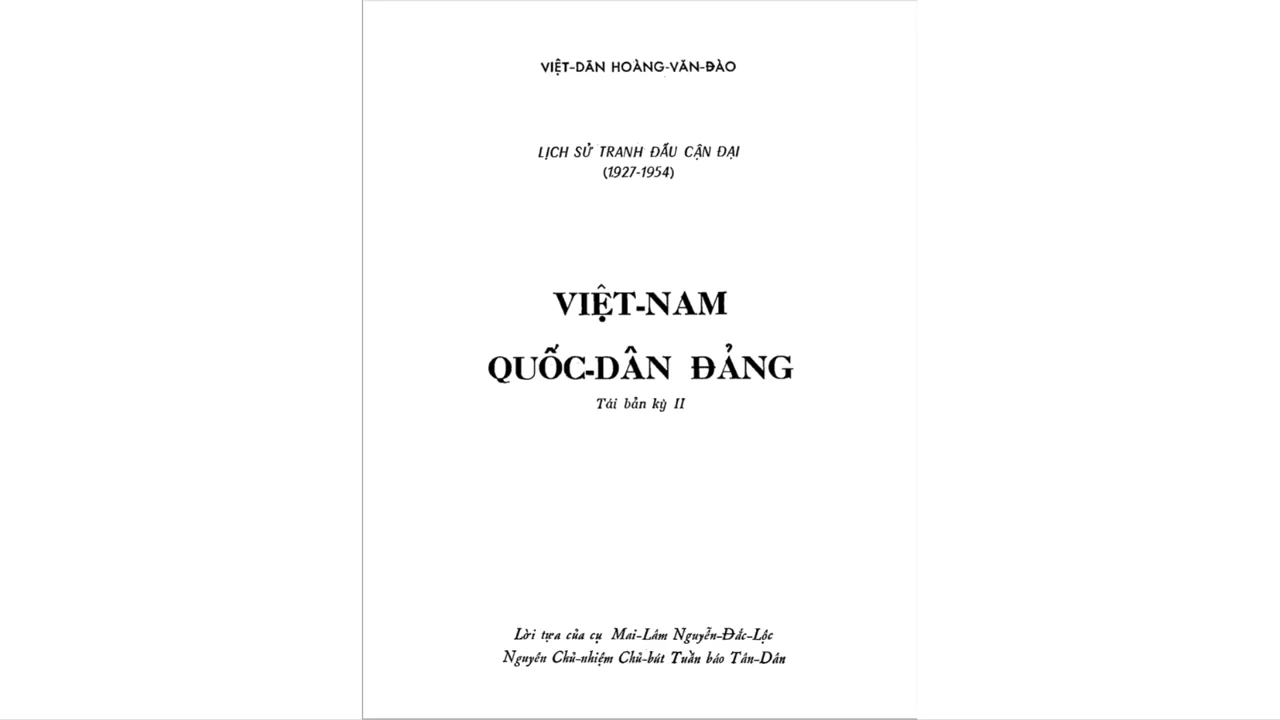 VIỆT-DÂN HOÀNG-VĂN-ĐÀO
LỊCH SỬ TRANH ĐẤU CẬN ĐẠI
(1927-1954)
VIỆT-NAM
QUỐC-DÂN ĐẢNG
Tái bản kỳ II
Lời tựa của cụ Mai-Lâm Nguyễn-Đắc-Lộc
Nguyên Chủ-nhiệm Chủ-bút Tuần báo Tân-Dân